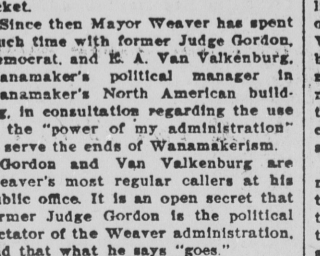 cket.
Since then Mayor Weaver has spent
uch time with former Judge Gordon,
emocrat, and E. A. Van Valkenburg,
anamaker's political manager in
anamaker's North American build-
g, in consultation regarding the use
the "power of my administration"
serve the ends of Wanamakerism.
Gordon and Van Valkenburg are
eaver's most regular callers at his
ublic office. It is an open secret that
rmer Judge Gordon is the political
ctator of the Weaver administration,
d that what he says "goes."